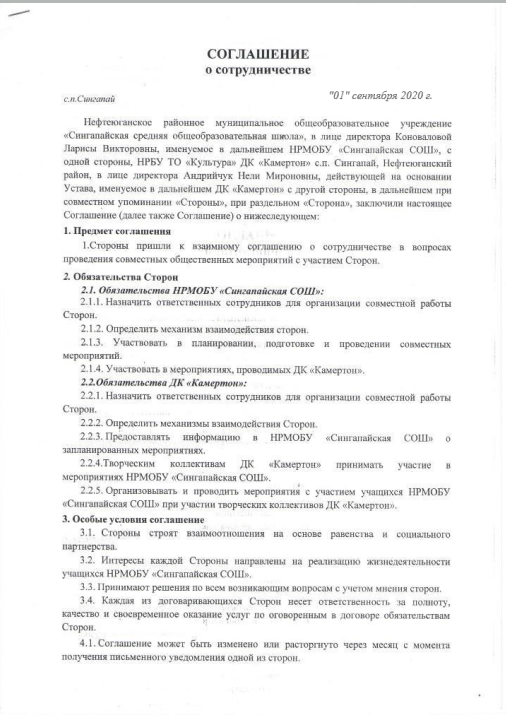 СОГЛАШЕНИЕ
о сотрудничестве
с.п.Сингапай
"01" сентября 2020 г.
Нефтеюганское районное муниципальное общеобразовательное учреждение
«Сингапайская средняя общеобразовательная школа», в лице директора Коноваловой
Ларисы Викторовны, именуемое в дальнейшем НРМОБУ «Сингапайская СОШ», с
одной стороны, НРБУ ТО «Культура» ДК «Камертон» с.п. Сингапай, Нефтеюганский
район, в лице директора Андрийчук Нели Мироновны, действующей на основании
Устава, именуемое в дальнейшем ДК «Камертон» с другой стороны, в дальнейшем при
совместном упоминании «Стороны», при раздельном «Сторона», заключили настоящее
Соглашение (далее также Соглашение) о нижеследующем:
1. Предмет соглашения
1.Стороны пришли к взаимному соглашению о сотрудничестве в вопросах
проведения совместных общественных мероприятий с участием Сторон.
2. Обязательства Сторон
2.1. Обязательства НРМОБУ «Сингапайская СОШ»:
2.1.1. Назначить ответственных сотрудников для организации совместной работы
Сторон.
2.1.2. Определить механизм взаимодействия сторон.
2.1.3. Участвовать в планировании, подготовке и проведении совместных
мероприятий.
2.1.4. Участвовать в мероприятиях, проводимых ДК «Камертон».
2.2.Обязательства ДК «Камертон»:
2.2.1. Назначить ответственных сотрудников для организации совместной работы
Сторон.
2.2.2. Определить механизмы взаимодействия Сторон.
2.2.3. Предоставлять информацию в НРМОБУ «Сингапайская СОШ» о
запланированных мероприятиях.
2.2.4.Творческим коллективам ДК «Камертон» принимать участие в
мероприятиях НРМОБУ «Сингапайская СОШ».
2.2.5. Организовывать и проводить мероприятия с участием учащихся НРМОБУ
«Сингапайская СОШ» при участии творческих коллективов ДК «Камертон».
3. Особые условия соглашение
3.1. Стороны строят взаимоотношения на основе равенства и социального
партнерства.
3.2. Интересы каждой Стороны направлены на реализацию жизнедеятельности
учащихся НРМОБУ «Сингапайская СОШ».
3.3. Принимают решения по всем возникающим вопросам с учетом мнения сторон.
3.4. Каждая из договаривающихся Сторон несет ответственность за полноту,
качество и своевременное оказание услуг по оговоренным в договоре обязательствам
Сторон.
4.1. Соглашение может быть изменено или расторгнуто через месяц с момента
получения письменного уведомления одной из сторон.